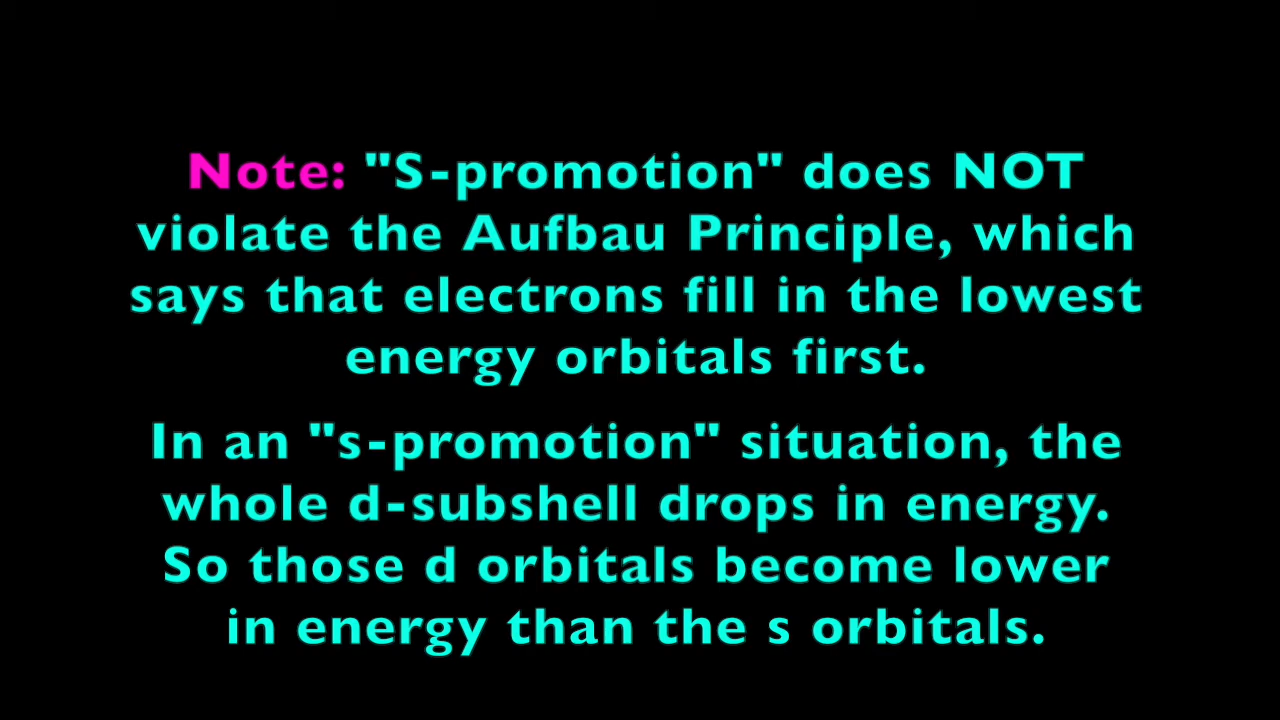 Note: "S-promotion" does NOT
violate the Aufbau Principle, which
says that electrons fill in the lowest
energy orbitals first.
In an "s-promotion" situation, the
whole d-subshell drops in energy.
So those d orbitals become lower
in energy than the s orbitals.